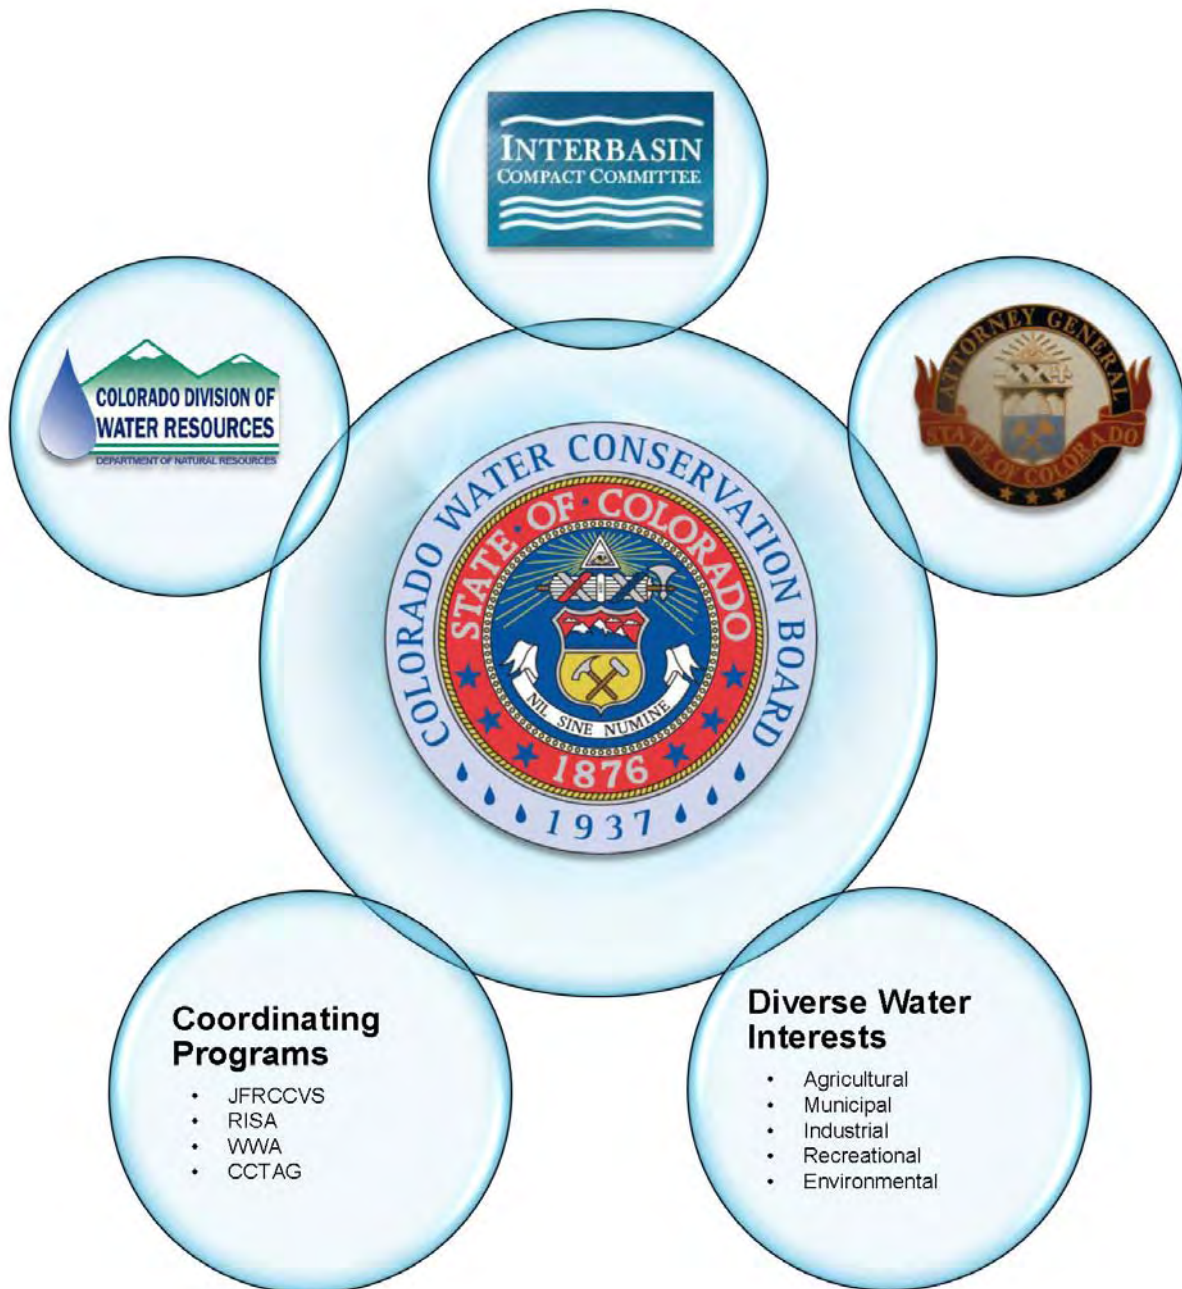 INTERBASIN
COMPACT COMMITTEE
COLORADO DIVISION OF
WATER RESOURCES
DEPARTMENT OF NATURAL RESOURCES
ATTORNEY GENERAL
STATE OF COLORADO
COLORADO WATER CONSERVATION BOARD
STATE · OF · COLORADO
NIL SINE NUMINE
1876
1937
Coordinating
Programs
• JFRCCVS
• RISA
• WWA
• CCTAG
Diverse Water
Interests
• Agricultural
• Municipal
• Industrial
• Recreational
• Environmental